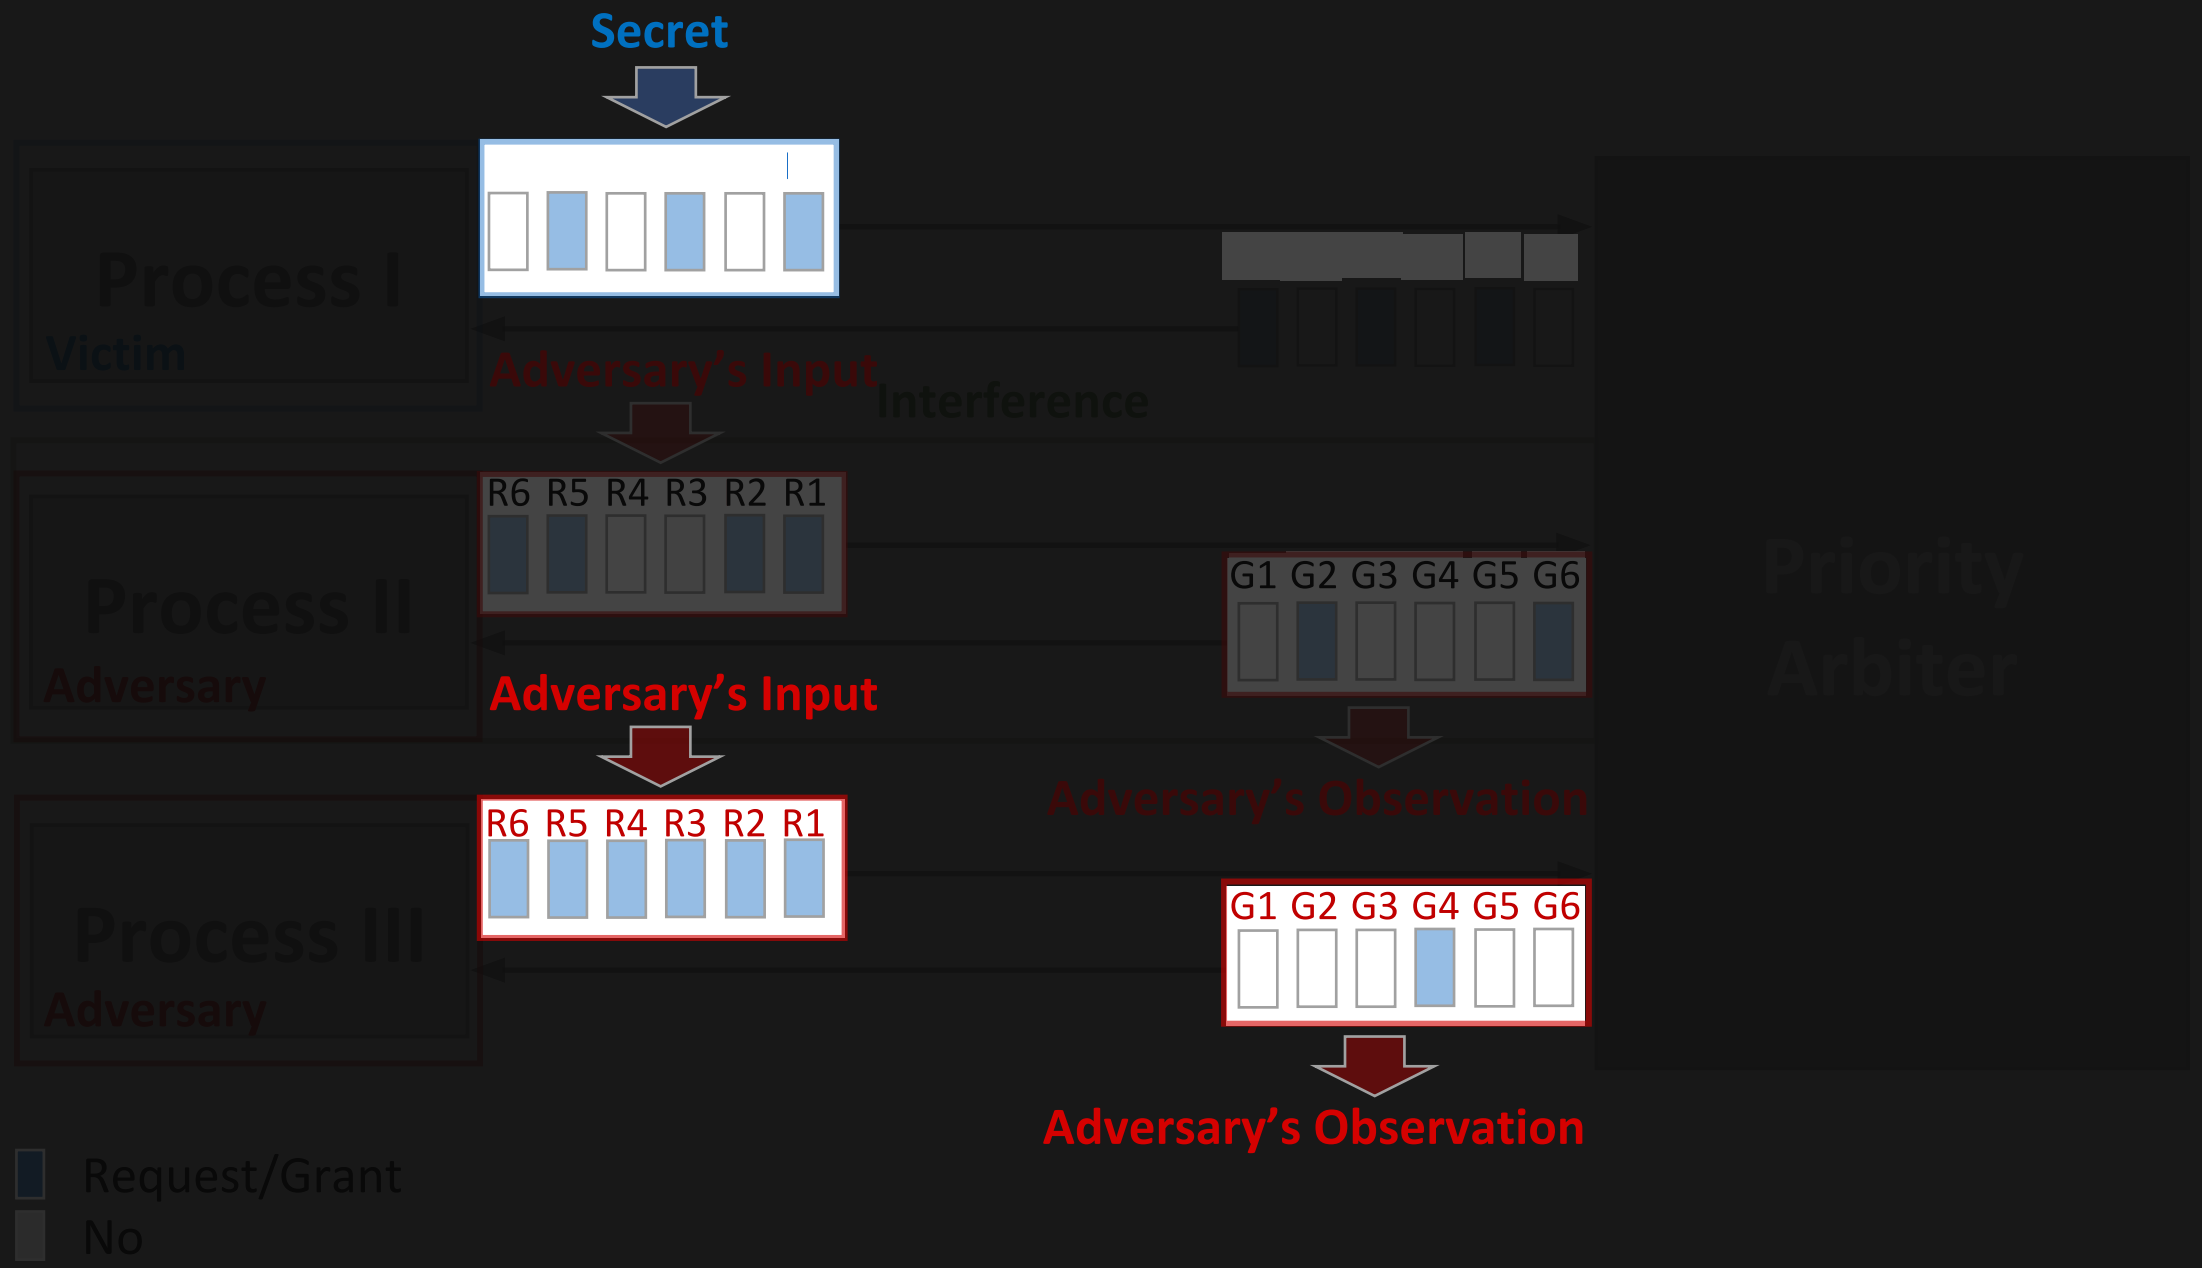 Secret
Process I
Victim
Adversary’s Input
Interference
R6 R5 R4 R3 R2 R1
Process II
Adversary
G1 G2 G3 G4 G5 G6
Priority
Arbiter
Adversary’s Input
Adversary’s Observation
R6 R5 R4 R3 R2 R1
Process III
Adversary
G1 G2 G3 G4 G5 G6
Adversary’s Observation
Request/Grant
No